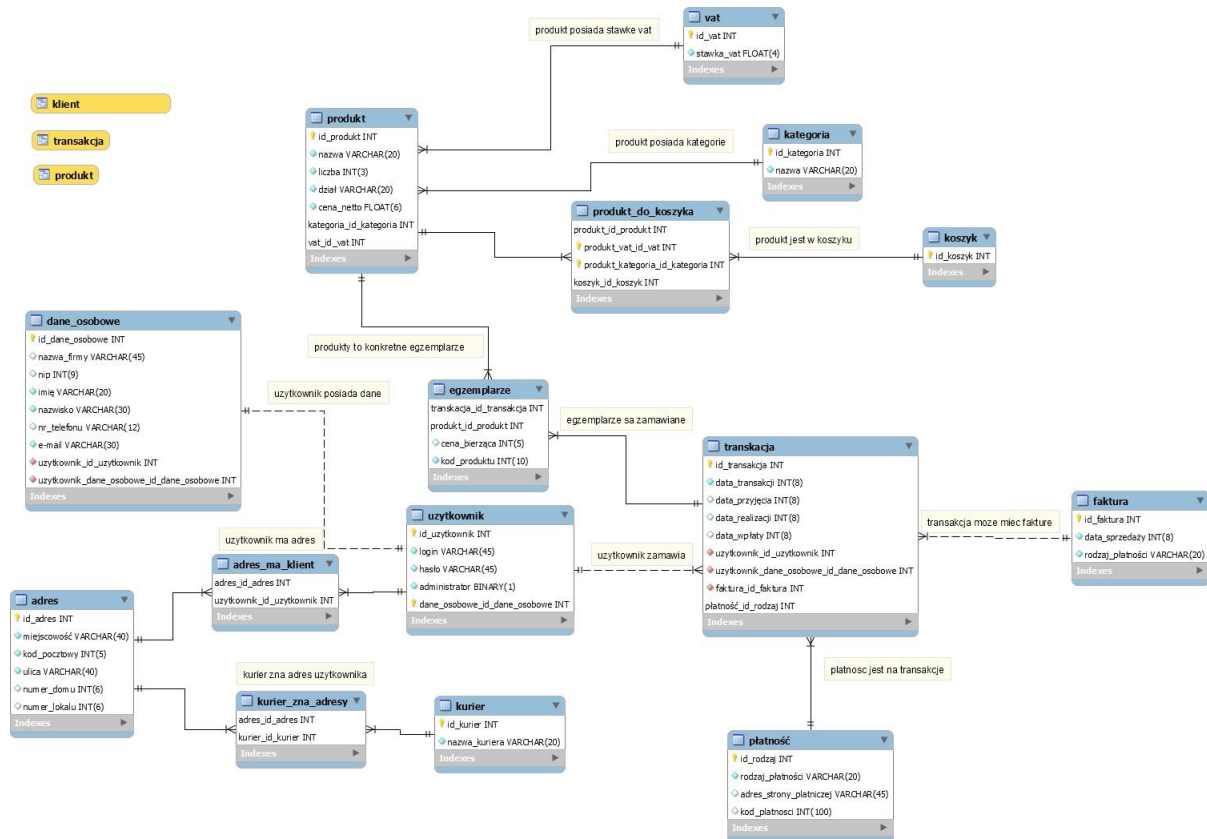 klient
transakcja
produkt
produkt posiada stawke vat
vat
id_vat INT
stawka_vat FLOAT(4)
Indexes
produkt
id_produkt INT
nazwa VARCHAR(20)
liczba INT(3)
dział VARCHAR(20)
cena_netto FLOAT(6)
kategoria_id_kategoria INT
vat_id_vat INT
Indexes
produkt posiada kategorie
kategoria
id_kategoria INT
nazwa VARCHAR(20)
Indexes
produkt_do_koszyka
produkt_id_produkt INT
produkt_vat_id_vat INT
produkt_kategoria_id_kategoria INT
koszyk_id_koszyk INT
Indexes
produkt jest w koszyku
koszyk
id_koszyk INT
Indexes
dane_osobowe
id_dane_osobowe INT
nazwa_firmy VARCHAR(45)
nip INT(9)
imię VARCHAR(20)
nazwisko VARCHAR(30)
nr_telefonu VARCHAR(12)
e-mail VARCHAR(30)
uzytkownik_id_uzytkownik INT
uzytkownik_dane_osobowe_id_dane_osobowe INT
Indexes
produkty to konkretne egzemplarze
uzytkownik posiada dane
egzemplarze
transkacja_id_transakcja INT
produkt_id_produkt INT
cena_bierząca INT(5)
kod_produktu INT(10)
Indexes
egzemplarze sa zamawiane
transkacja
id_transakcja INT
data_transakcji INT(8)
data_przyjęcia INT(8)
data_realizacji INT(8)
data_wpłaty INT(8)
uzytkownik_id_uzytkownik INT
uzytkownik_dane_osobowe_id_dane_osobowe INT
faktura_id_faktura INT
płatność_id_rodzaj INT
Indexes
transakcja moze miec fakture
faktura
id_faktura INT
data_sprzedaży INT(8)
rodzaj_płatności VARCHAR(20)
Indexes
uzytkownik ma adres
uzytkownik
id_uzytkownik INT
login VARCHAR(45)
hasło VARCHAR(45)
administrator BINARY(1)
dane_osobowe_id_dane_osobowe INT
Indexes
uzytkownik zamawia
adres_ma_klient
adres_id_adres INT
uzytkownik_id_uzytkownik INT
Indexes
adres
id_adres INT
miejscowość VARCHAR(40)
kod_pocztowy INT(5)
ulica VARCHAR(40)
numer_domu INT(6)
numer_lokalu INT(6)
Indexes
kurier zna adres uzytkownika
kurier_zna_adresy
adres_id_adres INT
kurier_id_kurier INT
Indexes
kurier
id_kurier INT
nazwa_kuriera VARCHAR(20)
Indexes
platnosc jest na transakcje
płatność
id_rodzaj INT
rodzaj_płatności VARCHAR(20)
adres_strony_platniczej VARCHAR(45)
kod_platnosci INT(100)
Indexes